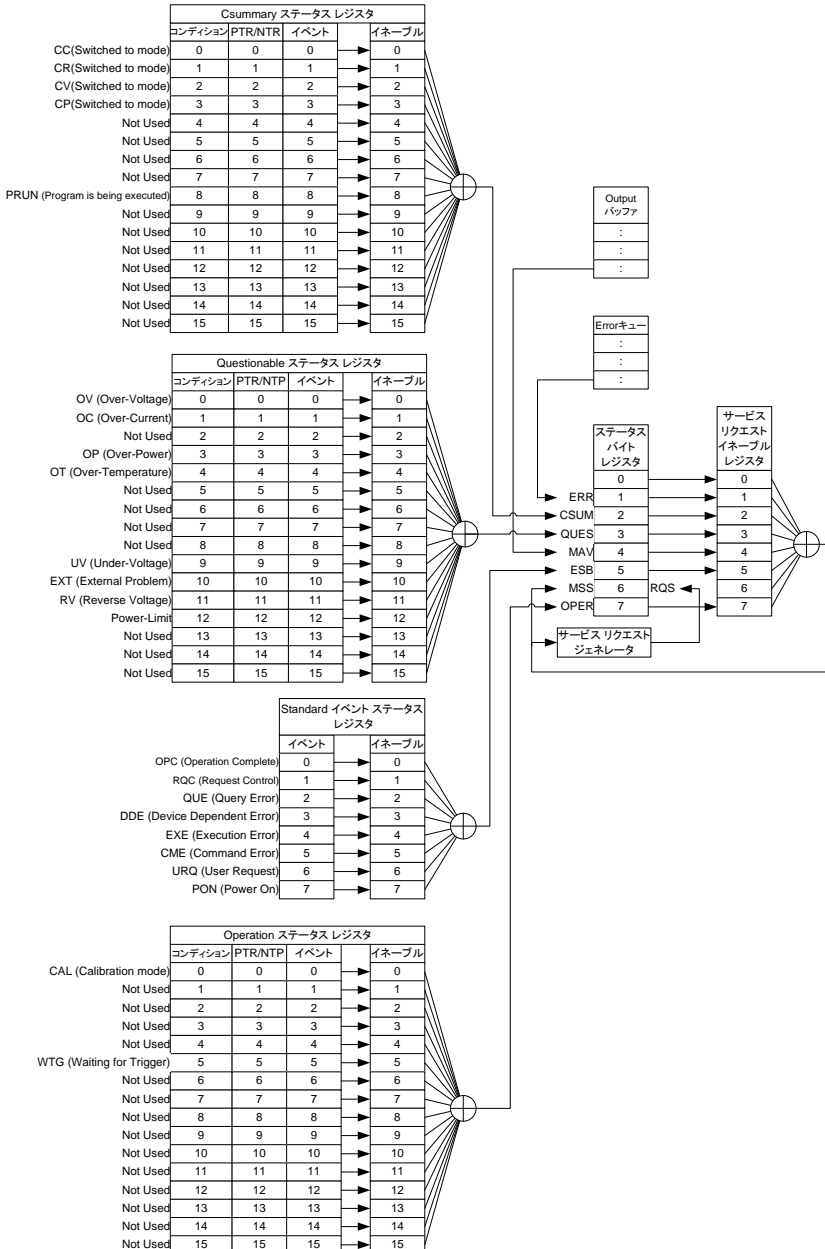 Csummary ステータス レジスタ
コンディション PTR/NTR イベント イネーブル
CC(Switched to mode) 0 0 0 0
CR(Switched to mode) 1 1 1 1
CV(Switched to mode) 2 2 2 2
CP(Switched to mode) 3 3 3 3
Not Used 4 4 4 4
Not Used 5 5 5 5
Not Used 6 6 6 6
Not Used 7 7 7 7
PRUN (Program is being executed) 8 8 8 8
Not Used 9 9 9 9
Not Used 10 10 10 10
Not Used 11 11 11 11
Not Used 12 12 12 12
Not Used 13 13 13 13
Not Used 14 14 14 14
Not Used 15 15 15 15
Output
バッファ
:
:
:
Errorキュー
:
:
:
Questionable ステータス レジスタ
コンディション PTR/NTP イベント イネーブル
OV (Over-Voltage) 0 0 0 0
OC (Over-Current) 1 1 1 1
Not Used 2 2 2 2
OP (Over-Power) 3 3 3 3
OT (Over-Temperature) 4 4 4 4
Not Used 5 5 5 5
Not Used 6 6 6 6
Not Used 7 7 7 7
Not Used 8 8 8 8
UV (Under-Voltage) 9 9 9 9
EXT (External Problem) 10 10 10 10
RV (Reverse Voltage) 11 11 11 11
Power-Limit 12 12 12 12
Not Used 13 13 13 13
Not Used 14 14 14 14
Not Used 15 15 15 15
ステータス
バイト
レジスタ
サービス
リクエスト
イネーブル
レジスタ
0 0
ERR 1 1
CSUM 2 2
QUES 3 3
MAV 4 4
ESB 5 5
MSS 6 RQS 6
OPER 7 7
サービス リクエスト
ジェネレータ
Standard イベント ステータス
レジスタ
イベント イネーブル
OPC (Operation Complete) 0 0
RQC (Request Control) 1 1
QUE (Query Error) 2 2
DDE (Device Dependent Error) 3 3
EXE (Execution Error) 4 4
CME (Command Error) 5 5
URQ (User Request) 6 6
PON (Power On) 7 7
Operation ステータス レジスタ
コンディション PTR/NTP イベント イネーブル
CAL (Calibration mode) 0 0 0 0
Not Used 1 1 1 1
Not Used 2 2 2 2
Not Used 3 3 3 3
Not Used 4 4 4 4
WTG (Waiting for Trigger) 5 5 5 5
Not Used 6 6 6 6
Not Used 7 7 7 7
Not Used 8 8 8 8
Not Used 9 9 9 9
Not Used 10 10 10 10
Not Used 11 11 11 11
Not Used 12 12 12 12
Not Used 13 13 13 13
Not Used 14 14 14 14
Not Used 15 15 15 15